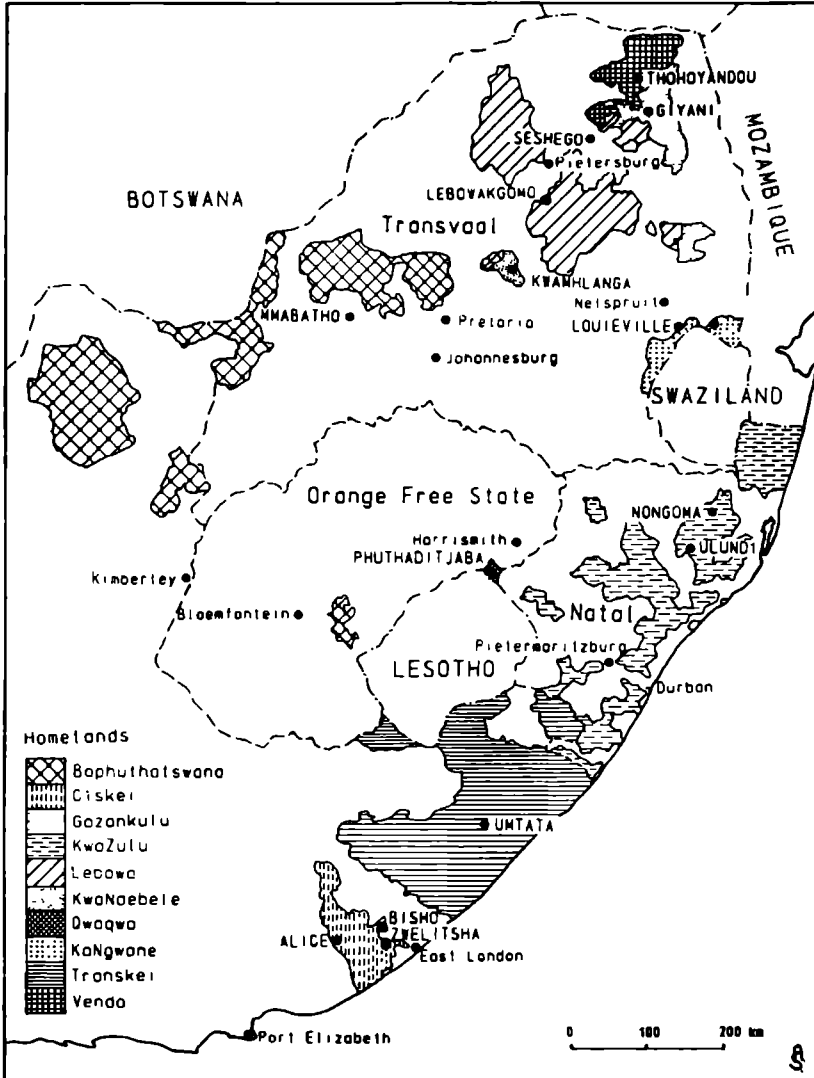 THOHOYANDOU
GIYANI
MOZAMBIQUE
SESHEGO
Pietersburg
BOTSWANA
LEBOWAKGOMO
Transvaal
KWAMHLANGA
Nelspruit
MMABATHO
Pretoria
LOUIEVILLE
Johannesburg
SWAZILAND
Orange Free State
NONGOMA
Harrismith
ULUNDI
PHUTHADITJABA
Kimberley
Bloemfontein
Natal
Pietermaritzburg
LESOTHO
Durban
Homelands
Bophuthatswana
Ciskei
Gazankulu
KwaZulu
Lebowa
KwaNdebele
Qwaqwa
KaNgwane
Transkei
Venda
UMTATA
BISHO
ZWELITSHA
ALICE
East London
Port Elizabeth
0 100 200 km